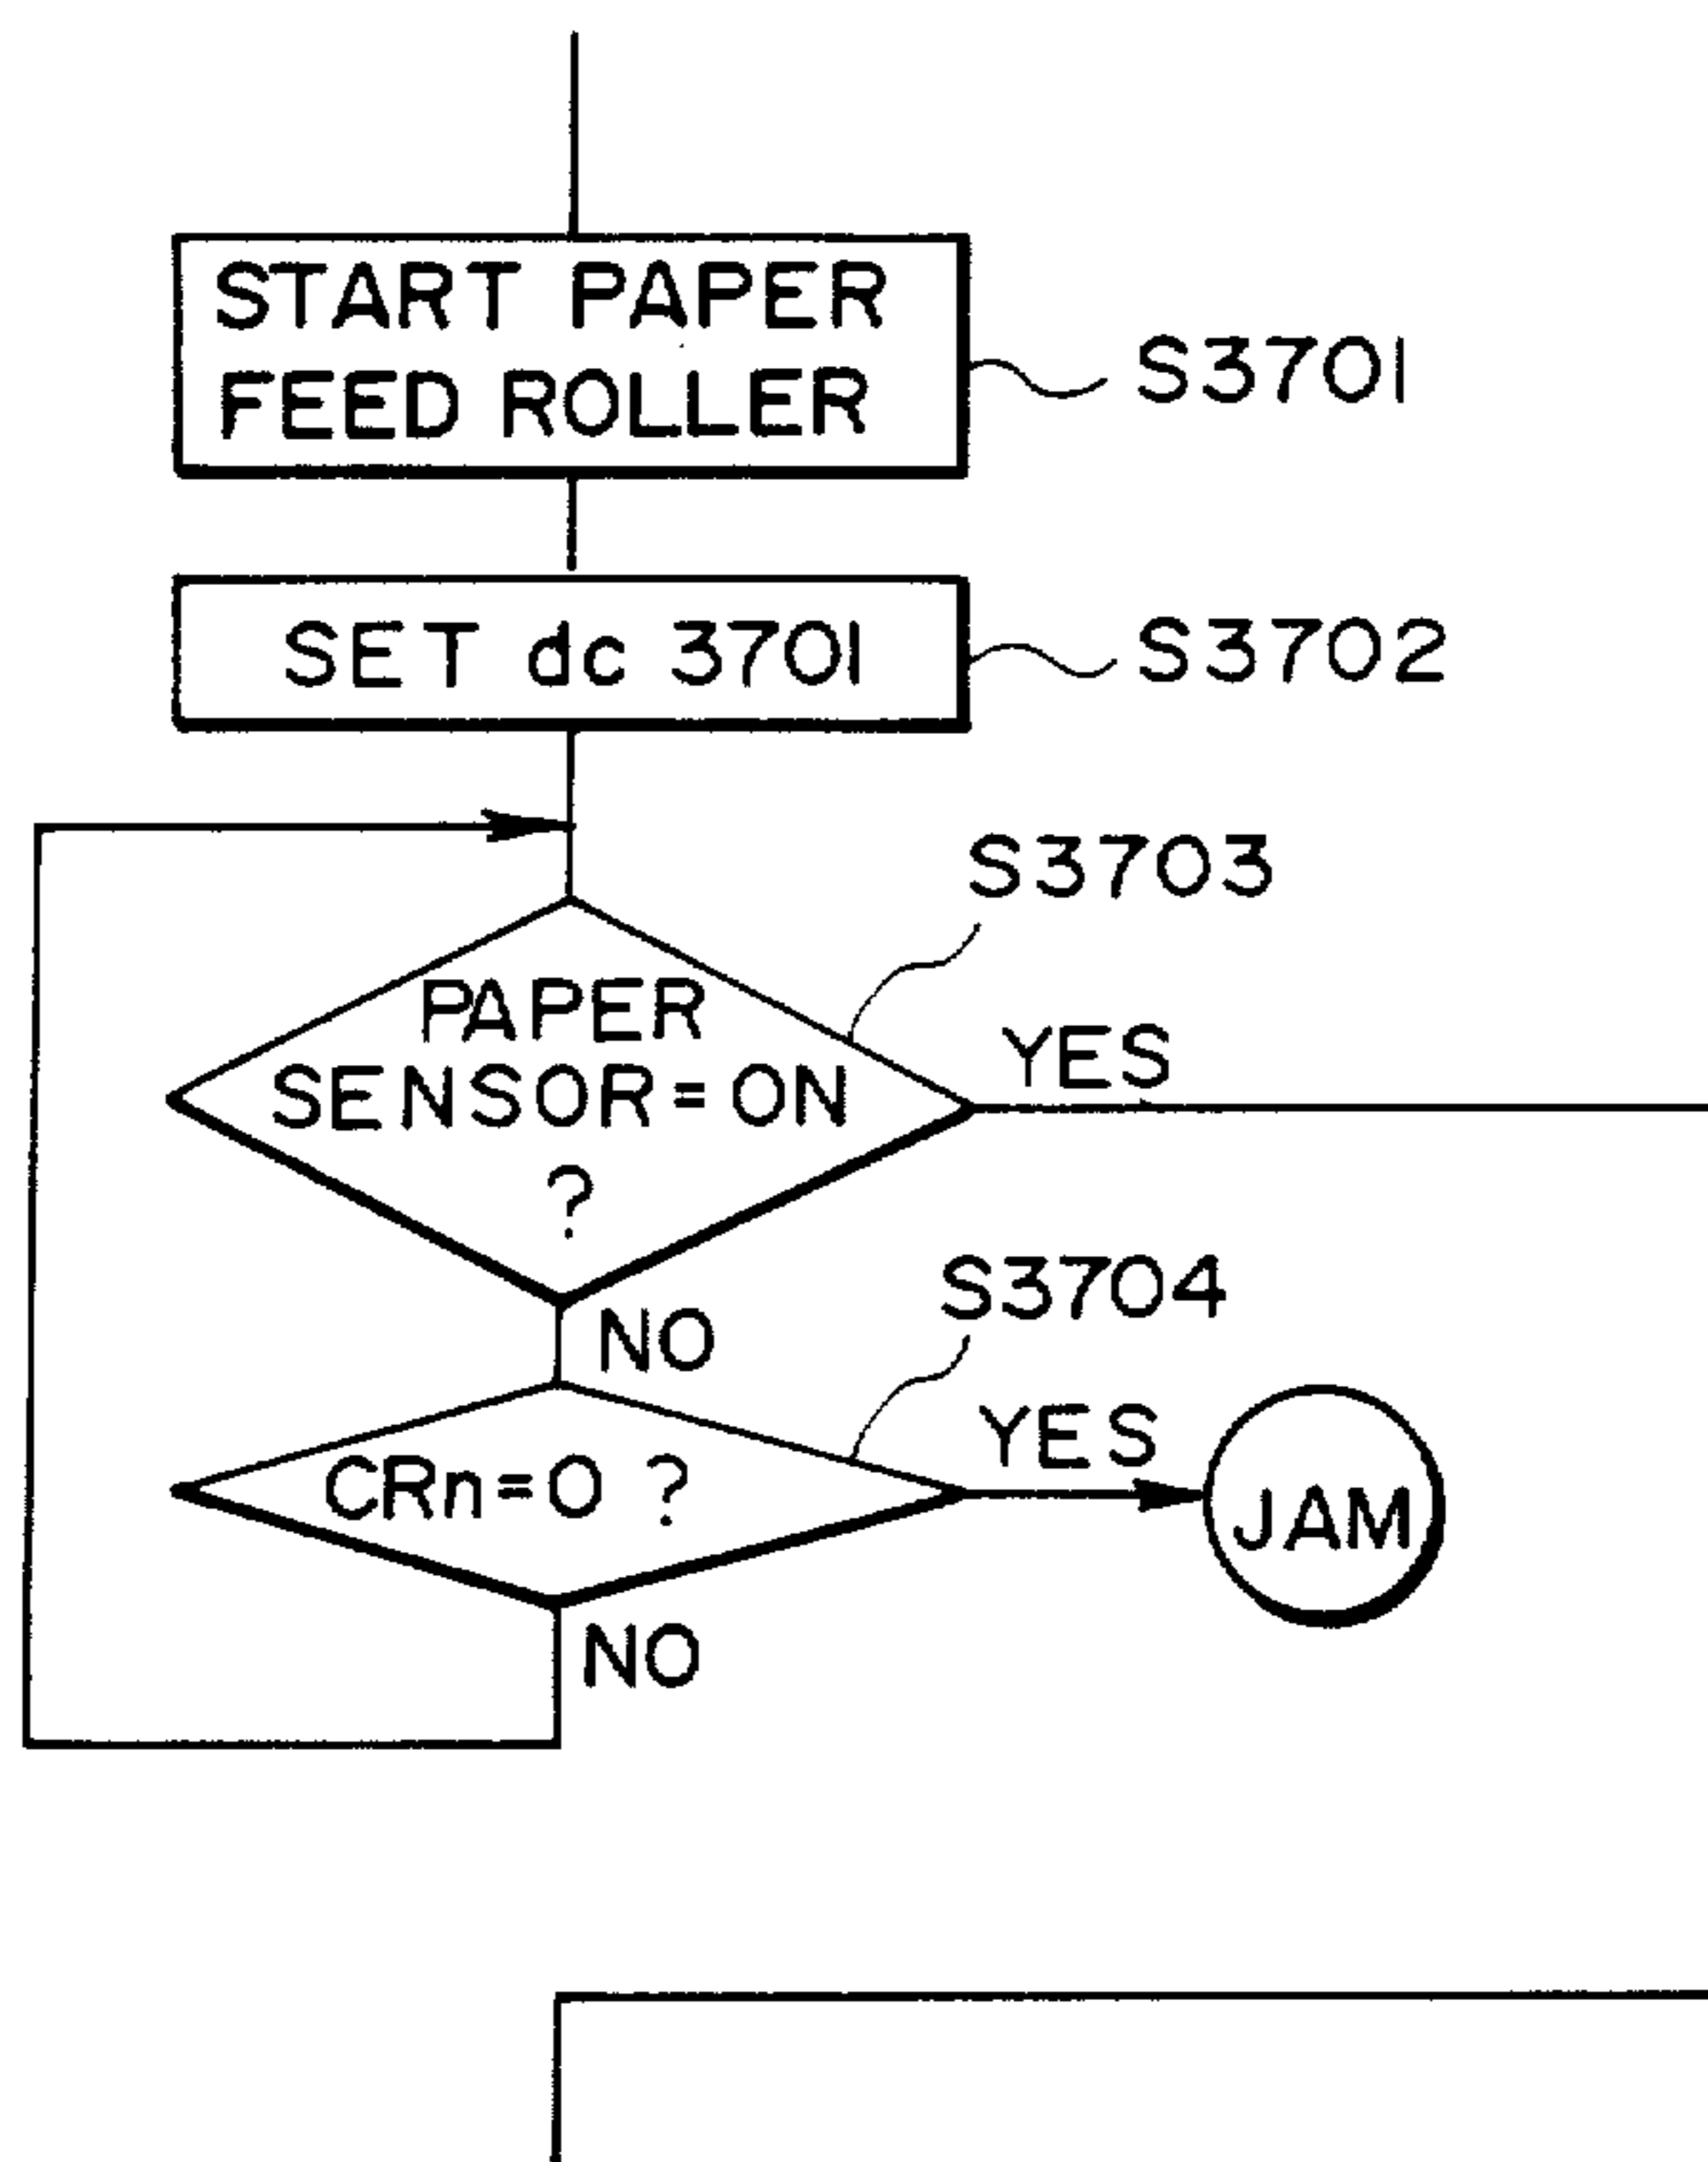 START PAPER
FEED ROLLER
S3701
SET dc 3701
S3702
S3703
PAPER
SENSOR=ON
?
YES
NO
S3704
CRn=0 ?
YES
JAM
NO